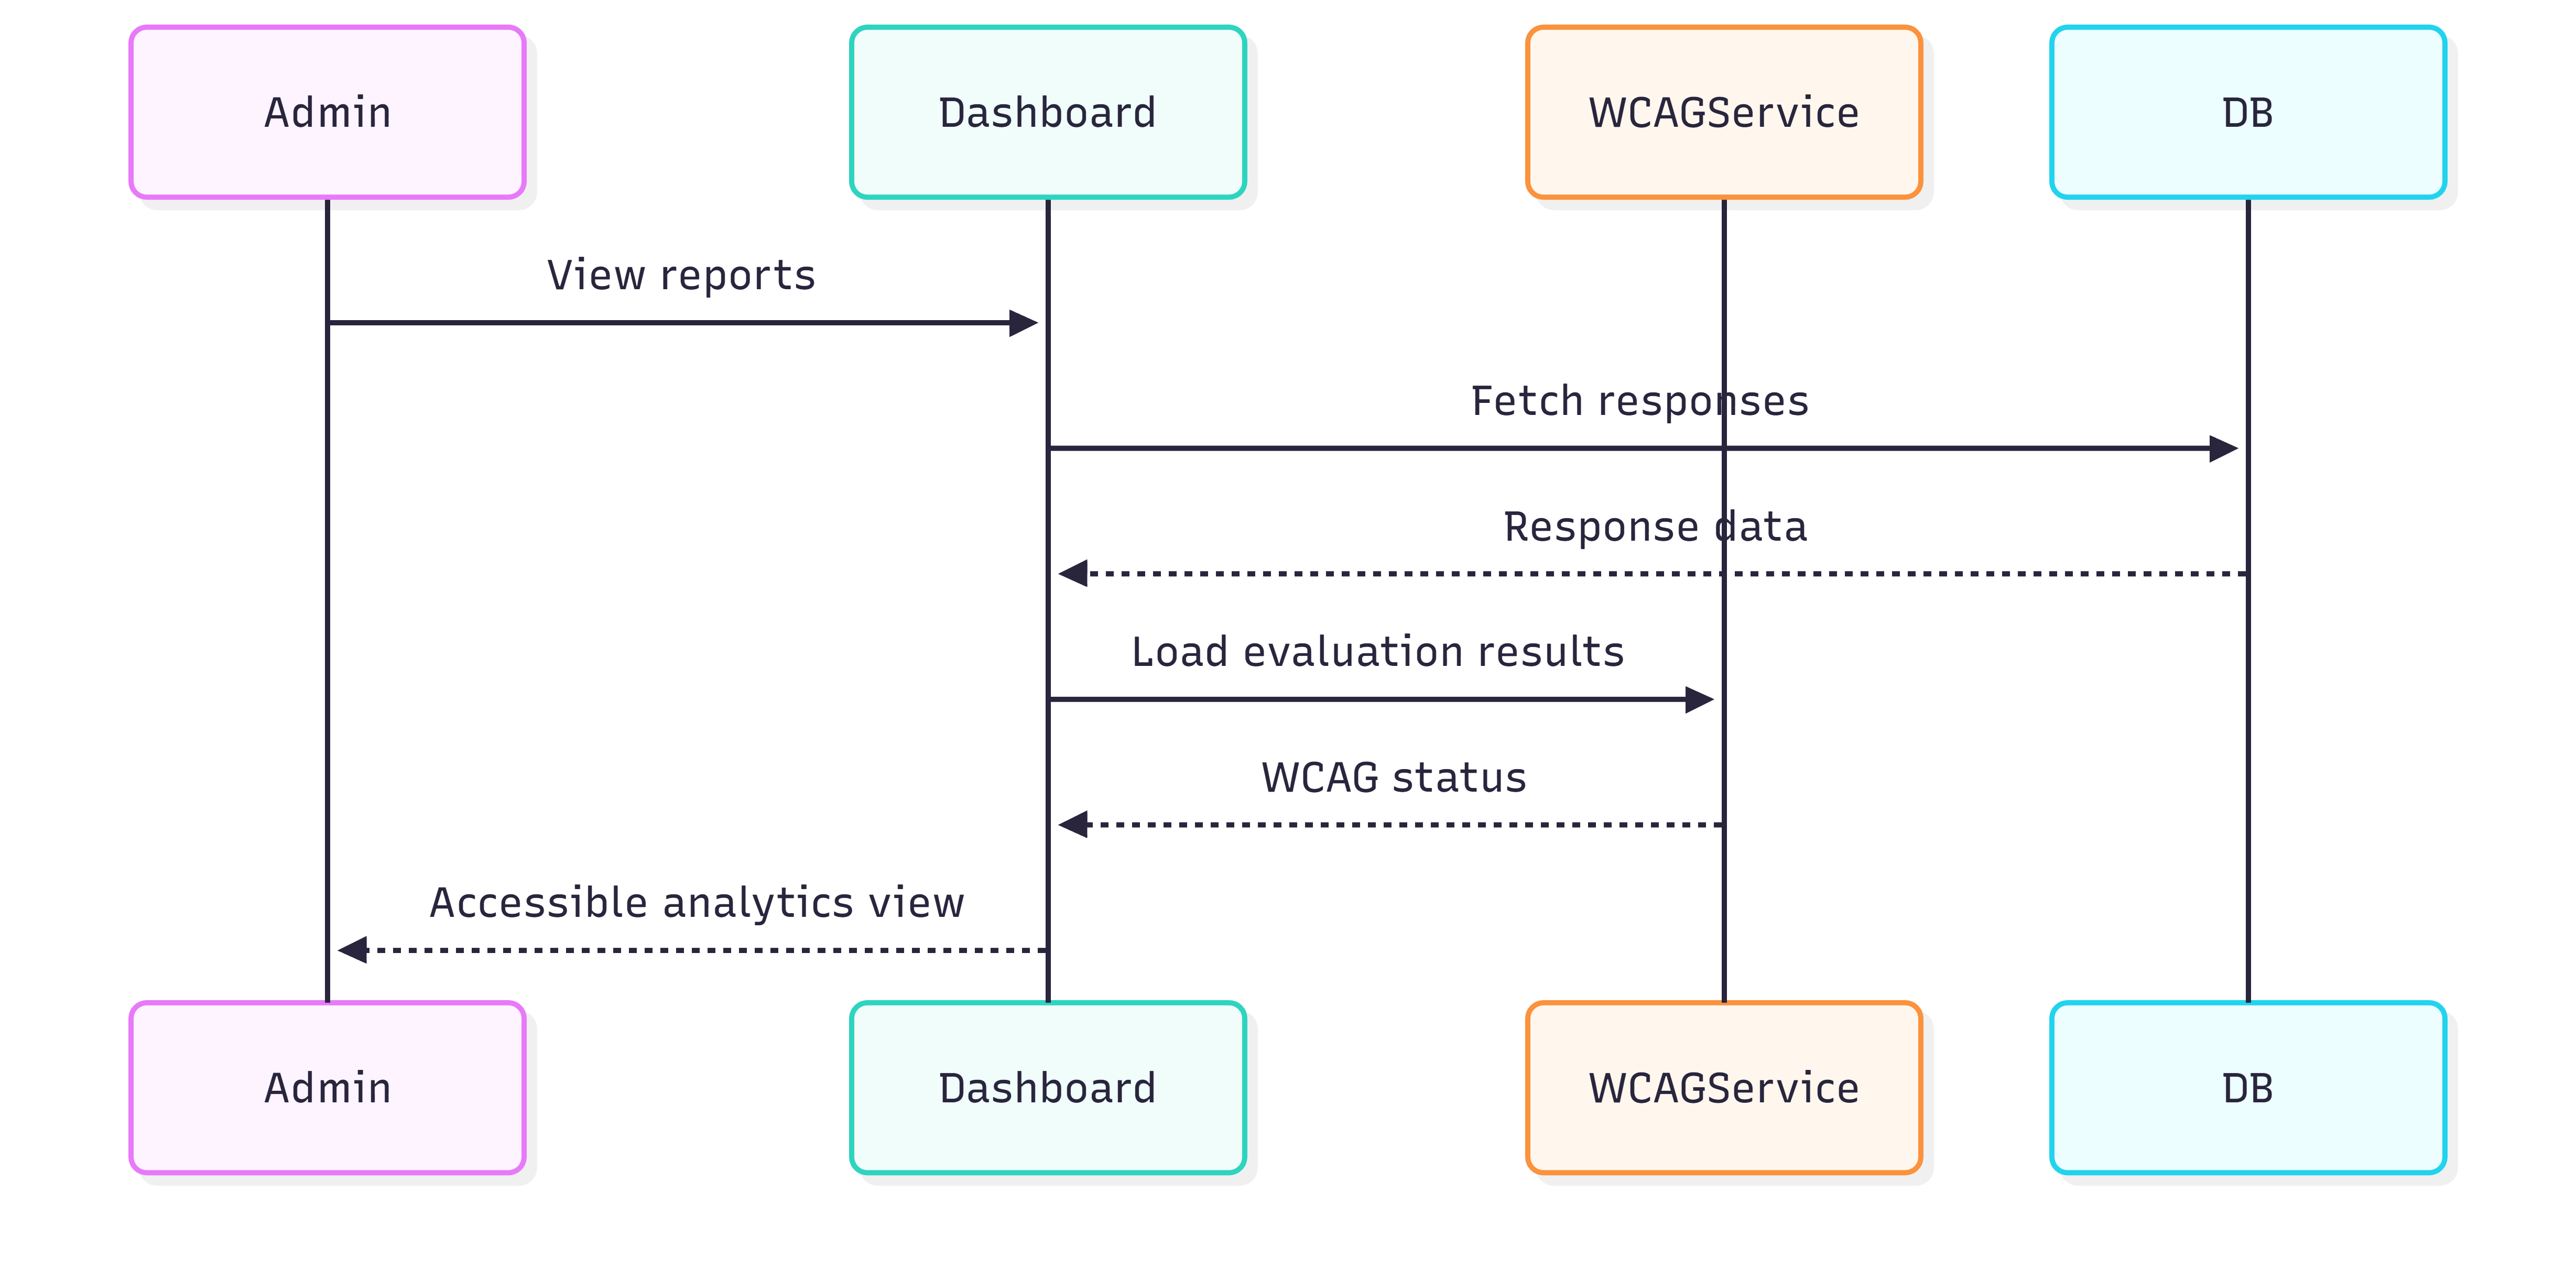 Admin
Dashboard
WCAGService
DB
View reports
Fetch responses
Response data
Load evaluation results
WCAG status
Accessible analytics view
Admin
Dashboard
WCAGService
DB